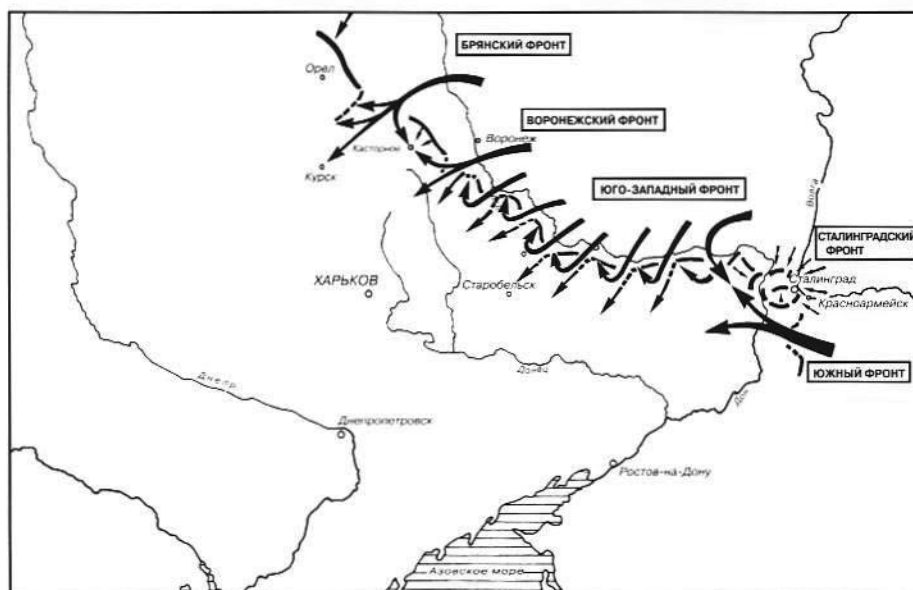 БРЯНСКИЙ ФРОНТ
Орел
ВОРОНЕЖСКИЙ ФРОНТ
Воронеж
Касторное
Курск
ЮГО-ЗАПАДНЫЙ ФРОНТ
Волга
СТАЛИНГРАДСКИЙ
ФРОНТ
Сталинград
Красноармейск
ХАРЬКОВ
Старобельск
Донец
Днепр
Дон
ЮЖНЫЙ ФРОНТ
Днепропетровск
Ростов-на-Дону
Азовское море